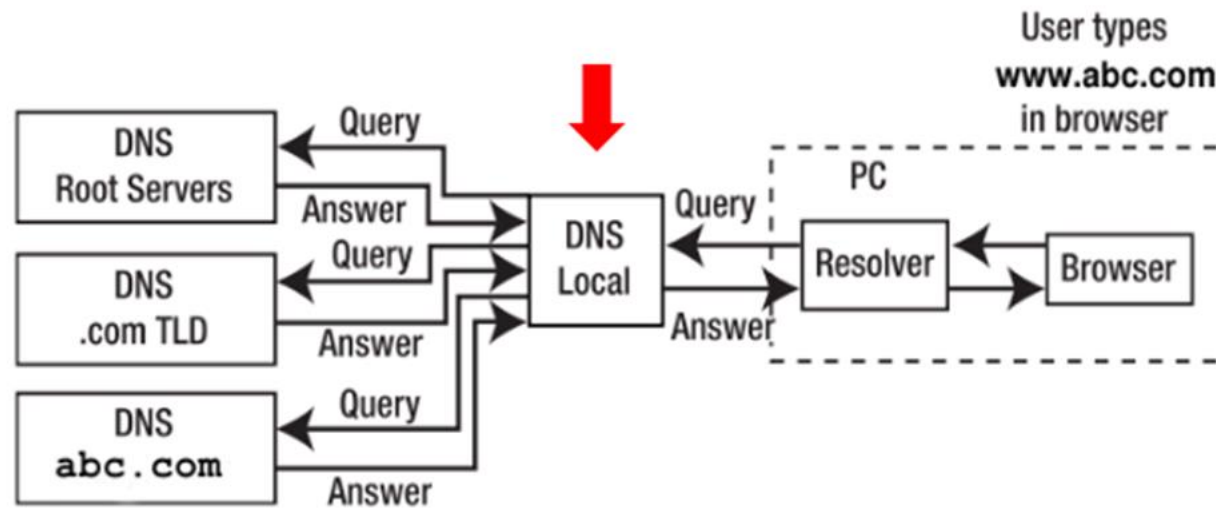 User types
www.abc.com
in browser
DNS
Root Servers
Query
Answer
Query
DNS
.com TLD
Answer
Query
DNS
abc.com
Answer
DNS
Local
Query
Answer
PC
Resolver
Browser